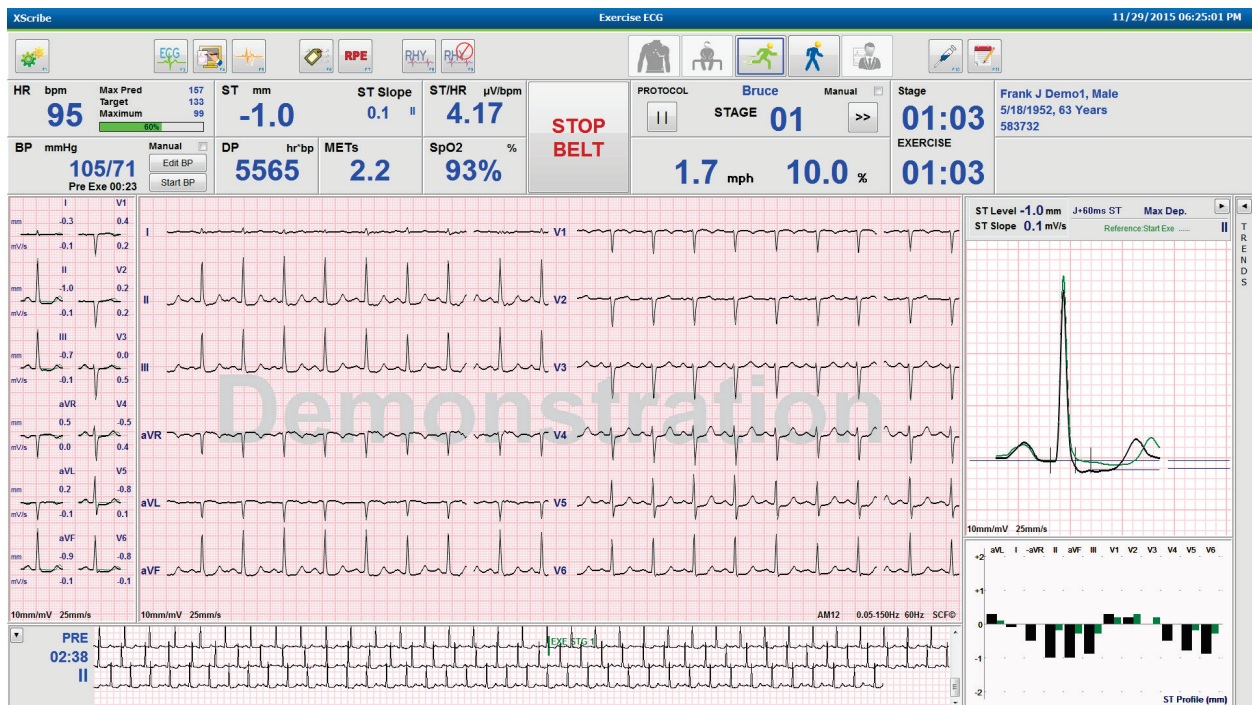 XScribe
Exercise ECG
11/29/2015 06:25:01 PM
F1
ECG
F2
F3
F4
RPE
F7
RHY
F8
RHY
F9
F10
F12
HR bpm
95
Max Pred 157
Target 133
Maximum 99
60%
ST mm
-1.0
ST Slope
0.1 II
ST/HR µV/bpm
4.17
STOP
BELT
PROTOCOL
Bruce
Manual
STAGE 01
>>
1.7 mph 10.0 %
Stage
01:03
EXERCISE
01:03
Frank J Demo1, Male
5/18/1952, 63 Years
583732
BP mmHg
Manual
105/71
Edit BP
Pre Exe 00:23
Start BP
DP hr*bp
5565
METs
2.2
SpO2 %
93%
I V1
mm -0.3 0.4
mV/s -0.1 0.2
II V2
mm -1.0 0.2
mV/s -0.1 0.2
III V3
mm -0.7 0.0
mV/s -0.1 0.5
aVR V4
mm 0.5 -0.5
mV/s 0.0 0.4
aVL V5
mm 0.2 -0.8
mV/s -0.1 0.1
aVF V6
mm -0.9 -0.8
mV/s -0.1 -0.1
10mm/mV 25mm/s
I V1
II V2
III V3
Demonstration
aVR V4
aVL V5
aVF V6
10mm/mV 25mm/s
AM12 0.05-150Hz 60Hz SCF©
ST Level -1.0 mm J+60ms ST Max Dep.
ST Slope 0.1 mV/s Reference:Start Exe ...... II
10mm/mV 25mm/s
TRENDS
PRE
02:38
II
EXE STG 1
aVL I -aVR II aVF III V1 V2 V3 V4 V5 V6
+2
+1
0
-1
-2
ST Profile (mm)